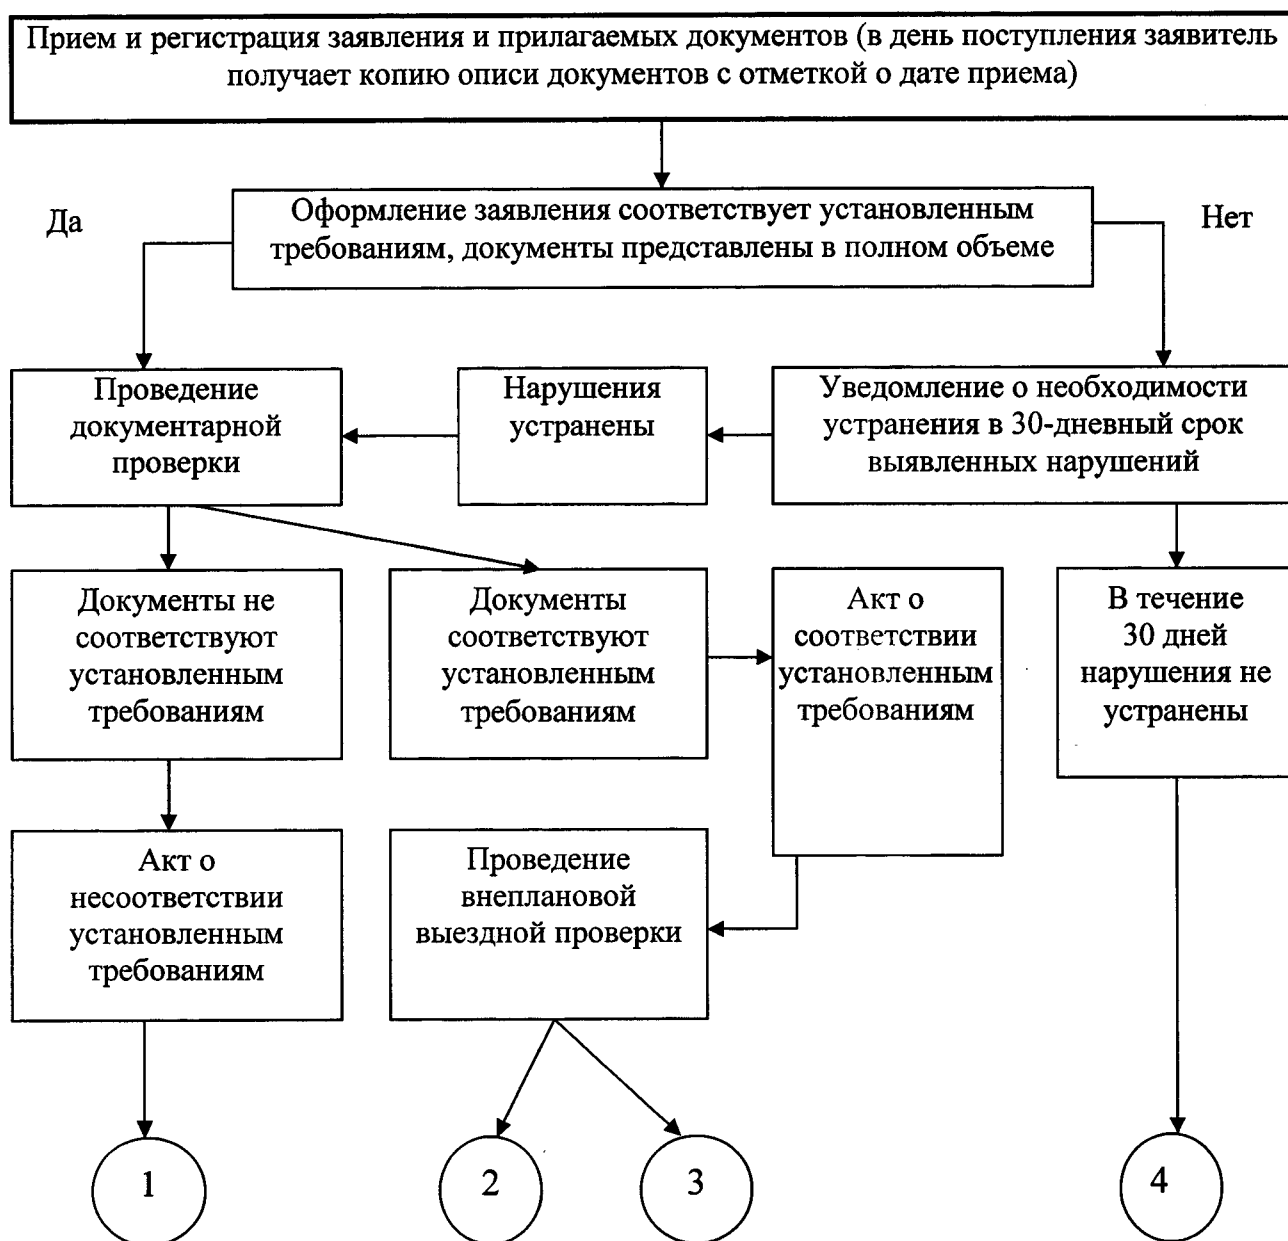 Прием и регистрация заявления и прилагаемых документов (в день поступления заявитель
получает копию описи документов с отметкой о дате приема)
Да
Оформление заявления соответствует установленным
требованиям, документы представлены в полном объеме
Нет
Проведение
документарной
проверки
Нарушения
устранены
Уведомление о необходимости
устранения в 30-дневный срок
выявленных нарушений
Документы не
соответствуют
установленным
требованиям
Документы
соответствуют
установленным
требованиям
Акт о
соответствии
установленным
требованиям
В течение
30 дней
нарушения не
устранены
Акт о
несоответствии
установленным
требованиям
Проведение
внеплановой
выездной проверки
1
2
3
4